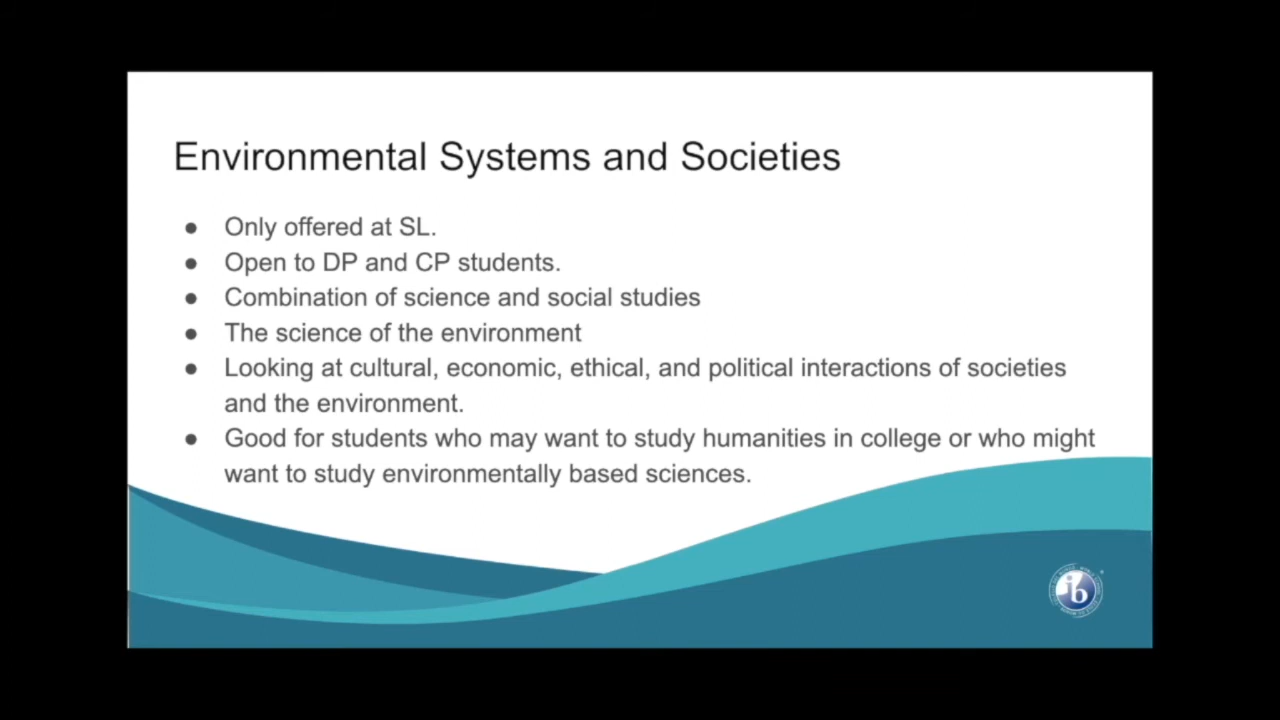 Environmental Systems and Societies
● Only offered at SL.
● Open to DP and CP students.
● Combination of science and social studies
● The science of the environment
● Looking at cultural, economic, ethical, and political interactions of societies
and the environment.
● Good for students who may want to study humanities in college or who might
want to study environmentally based sciences.
ib